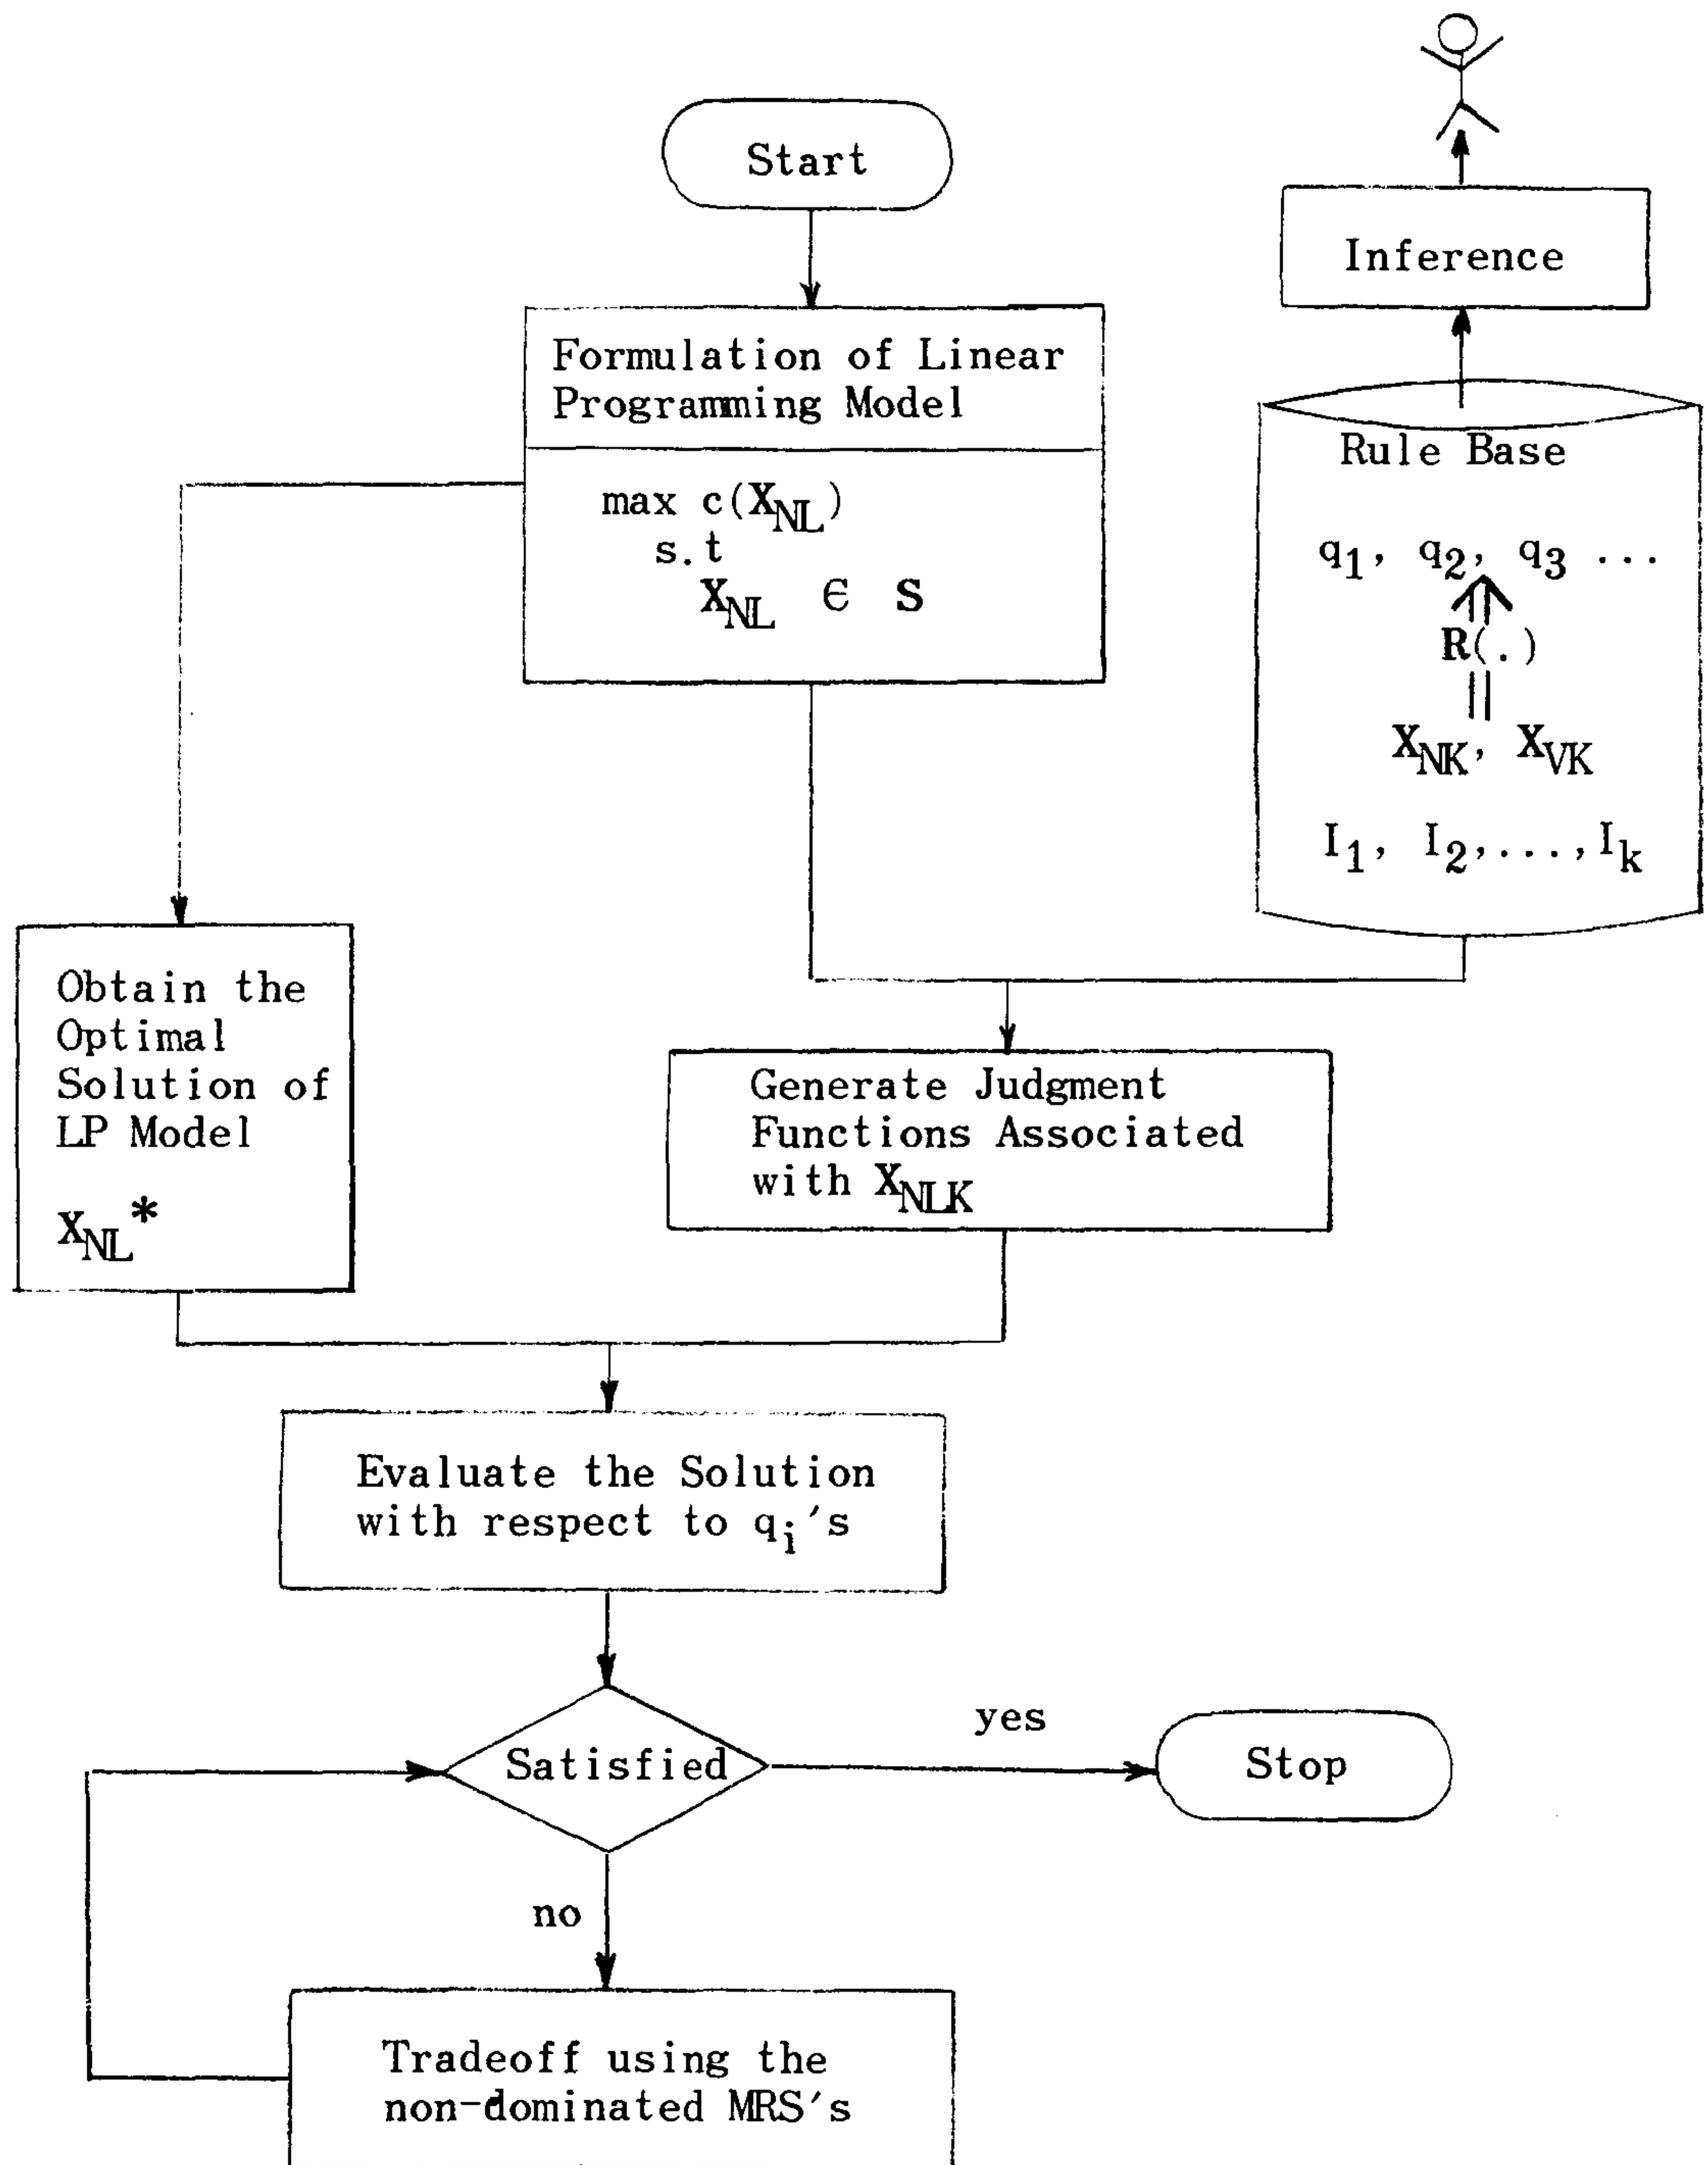 Start
Inference
Formulation of Linear
Programming Model
max c(X_NL)
s.t
X_NL ∈ S
Rule Base
q_1, q_2, q_3 ...
R(.)
X_NK, X_VK
I_1, I_2,...,I_k
Obtain the
Optimal
Solution of
LP Model
X_NL*
Generate Judgment
Functions Associated
with X_NLK
Evaluate the Solution
with respect to q_i's
Satisfied
yes
Stop
no
Tradeoff using the
non-dominated MRS's